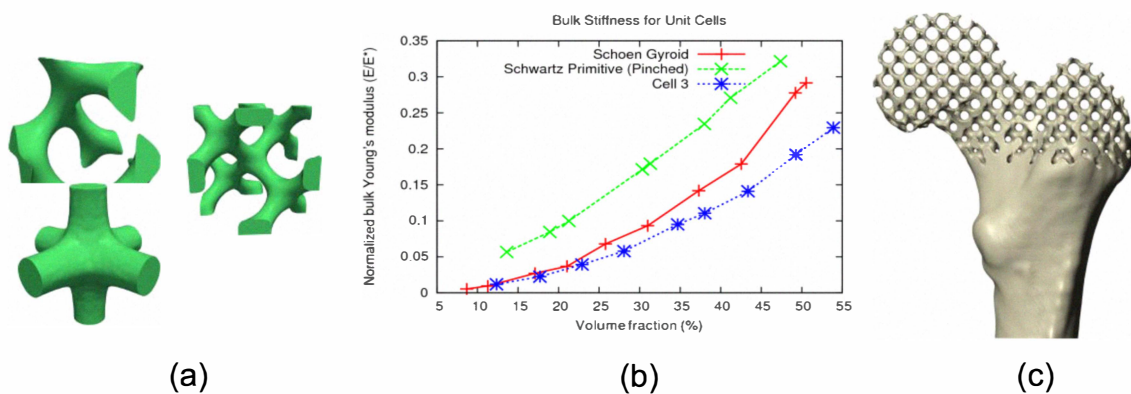 Bulk Stiffness for Unit Cells
Normalized bulk Young's modulus (E/E*)
0.35
0.3
0.25
0.2
0.15
0.1
0.05
0
Schoen Gyroid
Schwartz Primitive (Pinched)
Cell 3
5 10 15 20 25 30 35 40 45 50 55
Volume fraction (%)
(a) (b) (c)